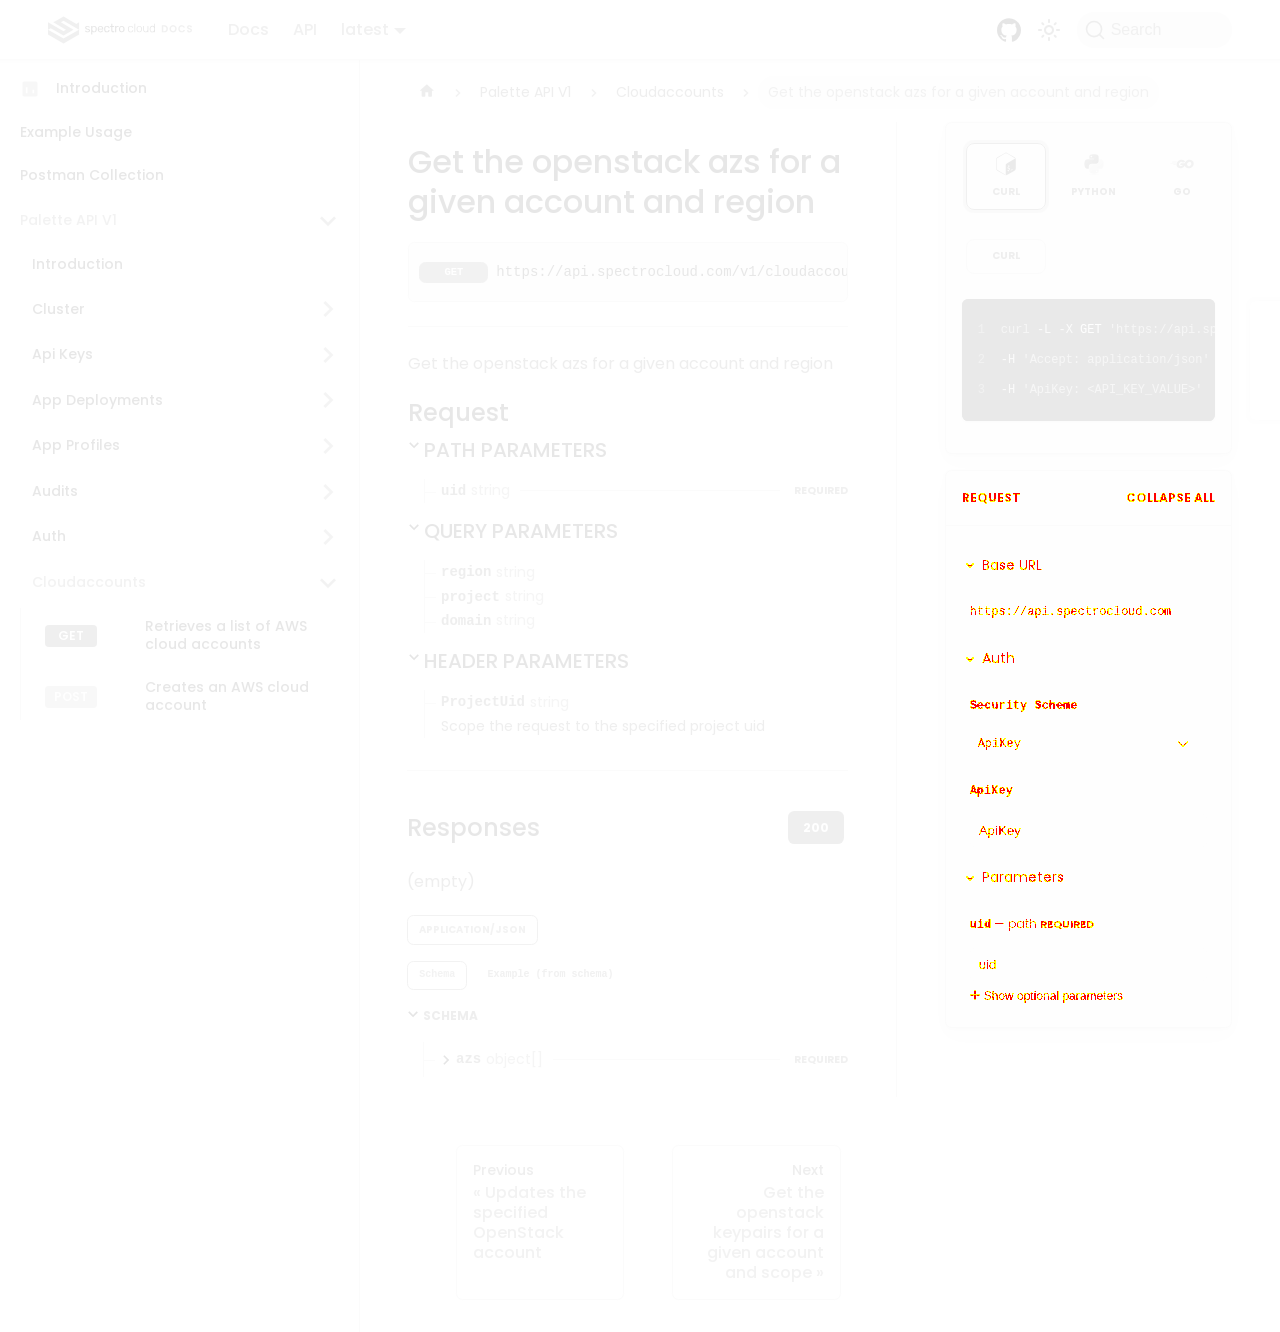 spectro cloud DOCS
Docs
API
latest
Search
Introduction
Example Usage
Postman Collection
Palette API V1
Introduction
Cluster
Api Keys
App Deployments
App Profiles
Audits
Auth
Cloudaccounts
GET
Retrieves a list of AWS
cloud accounts
POST
Creates an AWS cloud
account
Palette API V1
Cloudaccounts
Get the openstack azs for a given account and region
Get the openstack azs for a
given account and region
GET https://api.spectrocloud.com/v1/cloudaccou
Get the openstack azs for a given account and region
Request
PATH PARAMETERS
uid string REQUIRED
QUERY PARAMETERS
region string
project string
domain string
HEADER PARAMETERS
ProjectUid string
Scope the request to the specified project uid
Responses
200
(empty)
APPLICATION/JSON
Schema
Example (from schema)
SCHEMA
azs object[] REQUIRED
Previous
« Updates the
specified
OpenStack
account
Next
Get the
openstack
keypairs for a
given account
and scope »
CURL
PYTHON
GO
CURL
1 curl -L -X GET 'https://api.sp
2 -H 'Accept: application/json'
3 -H 'ApiKey: <API_KEY_VALUE>'
REQUEST
COLLAPSE ALL
Base URL
https://api.spectrocloud.com
Auth
Security Scheme
ApiKey
ApiKey
ApiKey
Parameters
uid — path REQUIRED
uid
Show optional parameters